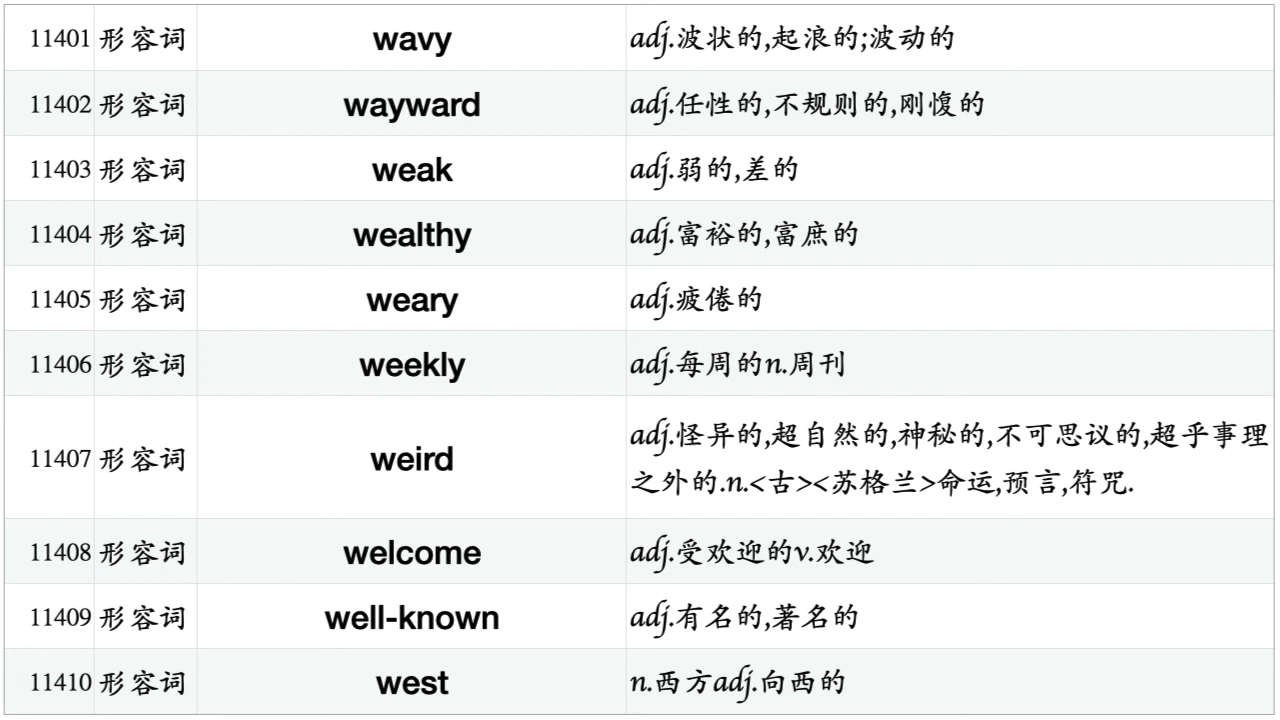 11401 形容词 wavy adj.波状的,起浪的;波动的
11402 形容词 wayward adj.任性的,不规则的,刚愎的
11403 形容词 weak adj.弱的,差的
11404 形容词 wealthy adj.富裕的,富庶的
11405 形容词 weary adj.疲倦的
11406 形容词 weekly adj.每周的n.周刊
11407 形容词 weird adj.怪异的,超自然的,神秘的,不可思议的,超乎事理
之外的.n.<古><苏格兰>命运,预言,符咒.
11408 形容词 welcome adj.受欢迎的v.欢迎
11409 形容词 well-known adj.有名的,著名的
11410 形容词 west n.西方adj.向西的